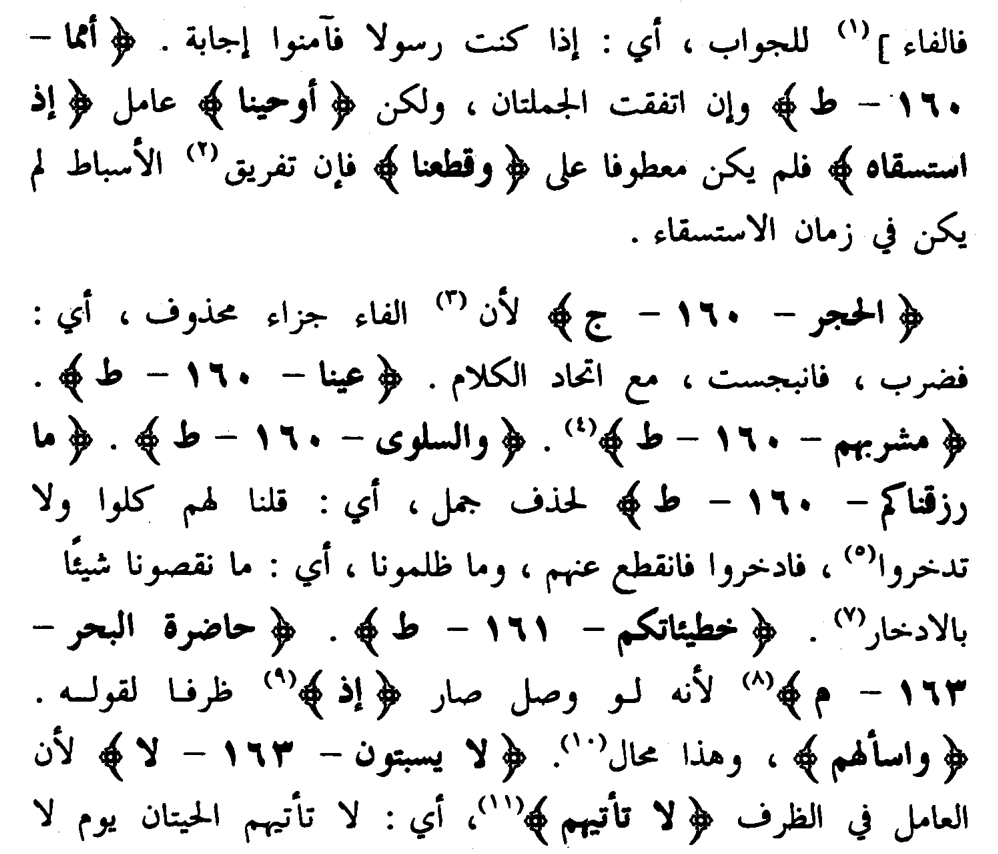 فالفاء ](١) للجواب ، أي : إذا كنت رسولا فآمنوا إجابة . ﴿ أمما –
١٦٠ – ط ﴾ وإن اتفقت الجملتان ، ولكن ﴿ أوحينا ﴾ عامل ﴿ إذ
استسقاه ﴾ فلم يكن معطوفا على ﴿ وقطعنا ﴾ فإن تفريق(٢) الأسباط لم
يكن في زمان الاستسقاء .
﴿ الحجر – ١٦٠ – ج ﴾ لأن(٣) الفاء جزاء محذوف ، أي :
فضرب ، فانبجست ، مع اتحاد الكلام . ﴿ عينا – ١٦٠ – ط ﴾ .
﴿ مشربهم – ١٦٠ – ط ﴾(٤) . ﴿ والسلوى – ١٦٠ – ط ﴾ . ﴿ ما
رزقناكم – ١٦٠ – ط ﴾ لحذف جمل ، أي : قلنا لهم كلوا ولا
تدخروا(٥) ، فادخروا فانقطع عنهم ، وما ظلمونا ، أي : ما نقصونا شيئًا
بالادخار(٧) . ﴿ خطيئاتكم – ١٦١ – ط ﴾ . ﴿ حاضرة البحر –
١٦٣ – م ﴾(٨) لأنه لو وصل صار ﴿ إذ ﴾(٩) ظرفا لقوله .
﴿ واسألهم ﴾ ، وهذا محال(١٠). ﴿ لا يسبتون – ١٦٣ – لا ﴾ لأن
العامل في الظرف ﴿ لا تأتيهم ﴾(١١)، أي : لا تأتيهم الحيتان يوم لا